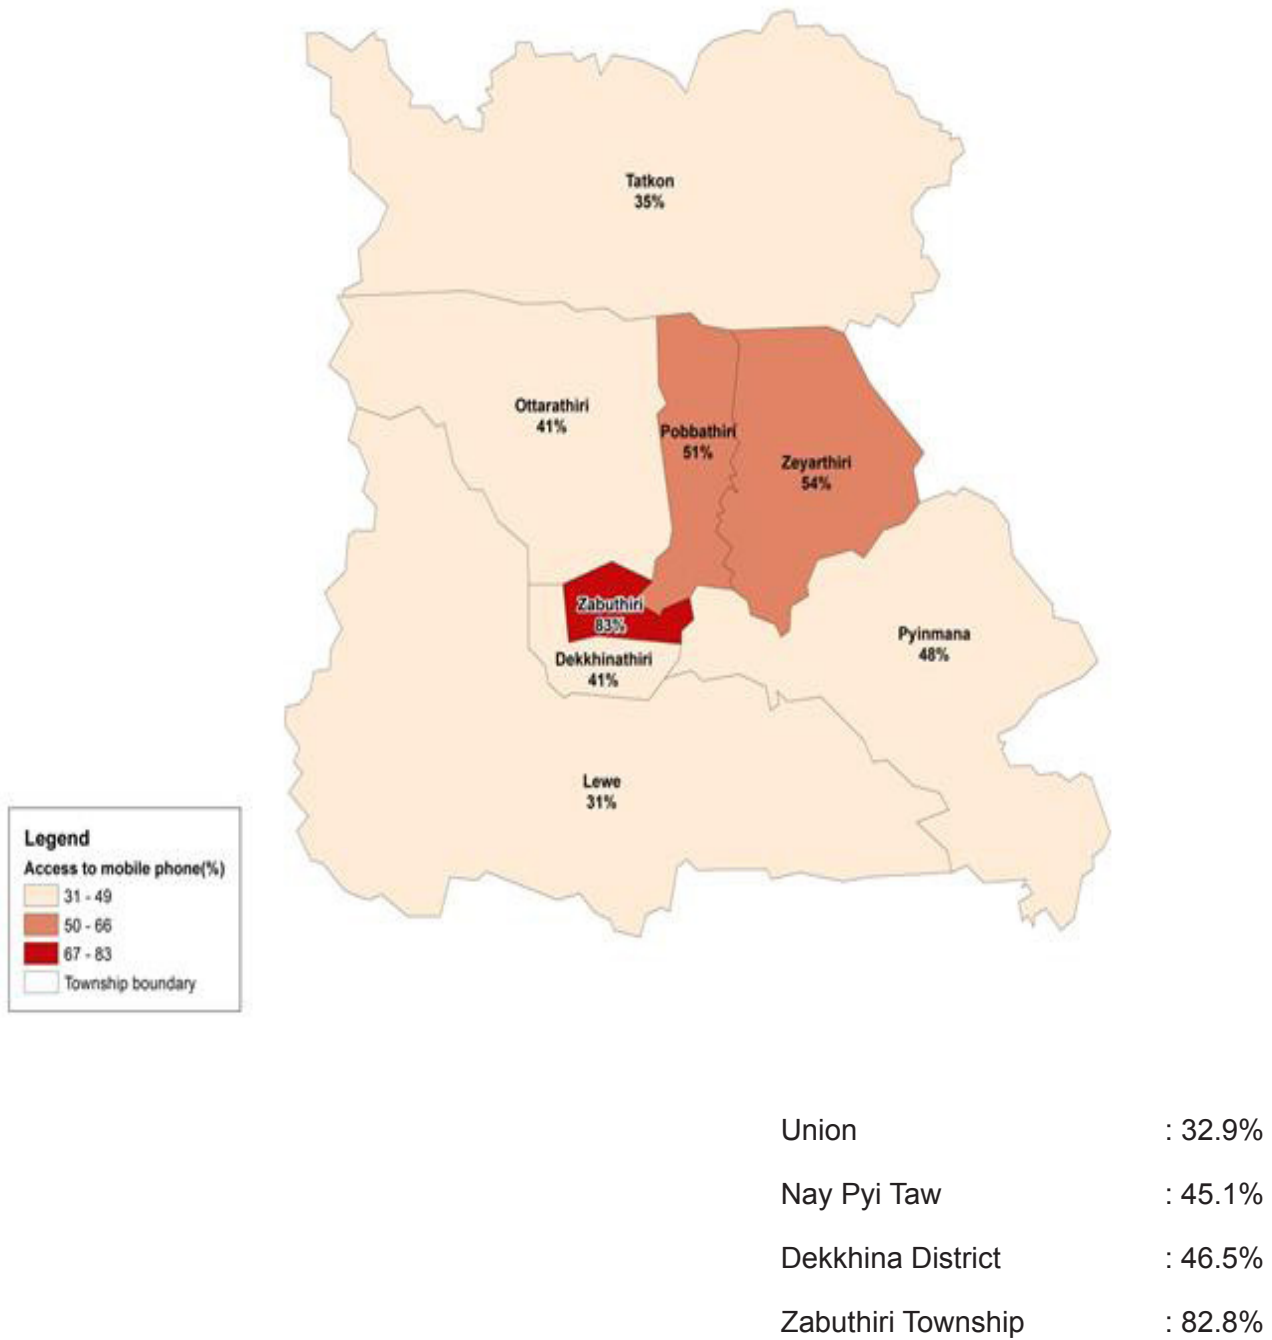 Tatkon
35%
Ottarathiri
41%
Pobbathiri
51%
Zeyarthiri
54%
Zabuthiri
83%
Pyinmana
48%
Dekkhinathiri
41%
Lewe
31%
Legend
Access to mobile phone(%)
31 - 49
50 - 66
67 - 83
Township boundary
Union : 32.9%
Nay Pyi Taw : 45.1%
Dekkhina District : 46.5%
Zabuthiri Township : 82.8%